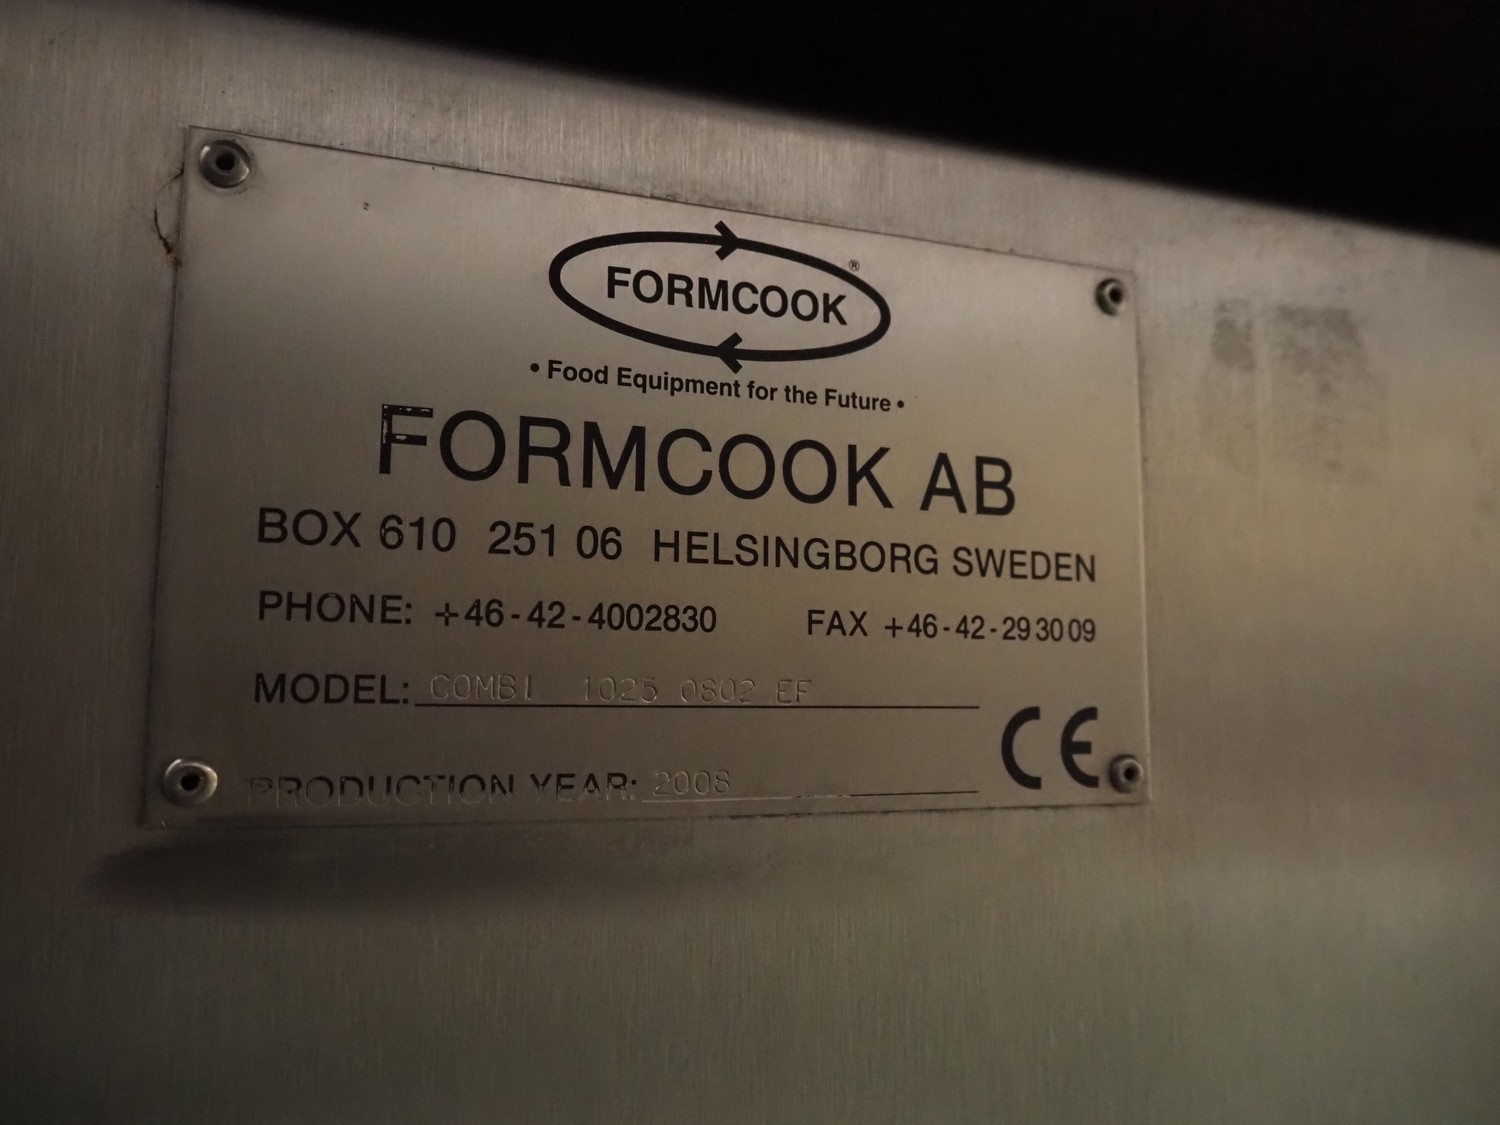 FORMCOOK ®
• Food Equipment for the Future •
FORMCOOK AB
BOX 610 251 06 HELSINGBORG SWEDEN
PHONE: +46-42-4002830 FAX +46-42-293009
MODEL: COMBI 1025 0802 EF
CE
PRODUCTION YEAR: 2008